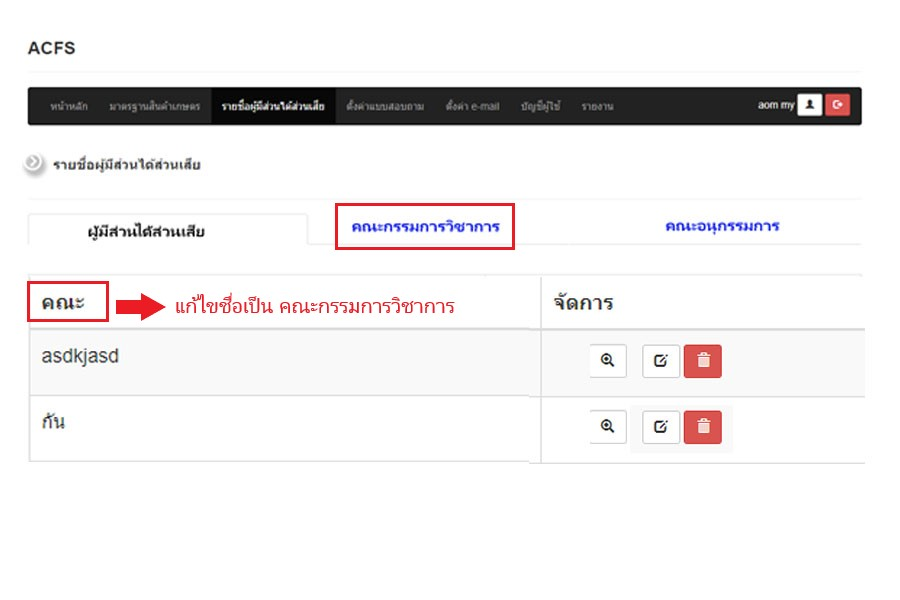 ACFS
หน้าหลัก มาตรฐานสินค้าเกษตร รายชื่อผู้มีส่วนได้ส่วนเสีย ตั้งค่าแบบสอบถาม ตั้งค่า e-mail บัญชีผู้ใช้ รายงาน aom my
รายชื่อผู้มีส่วนได้ส่วนเสีย
ผู้มีส่วนได้ส่วนเสีย คณะกรรมการวิชาการ คณะอนุกรรมการ
คณะ แก้ไขชื่อเป็น คณะกรรมการวิชาการ จัดการ
asdkjasd
กัน